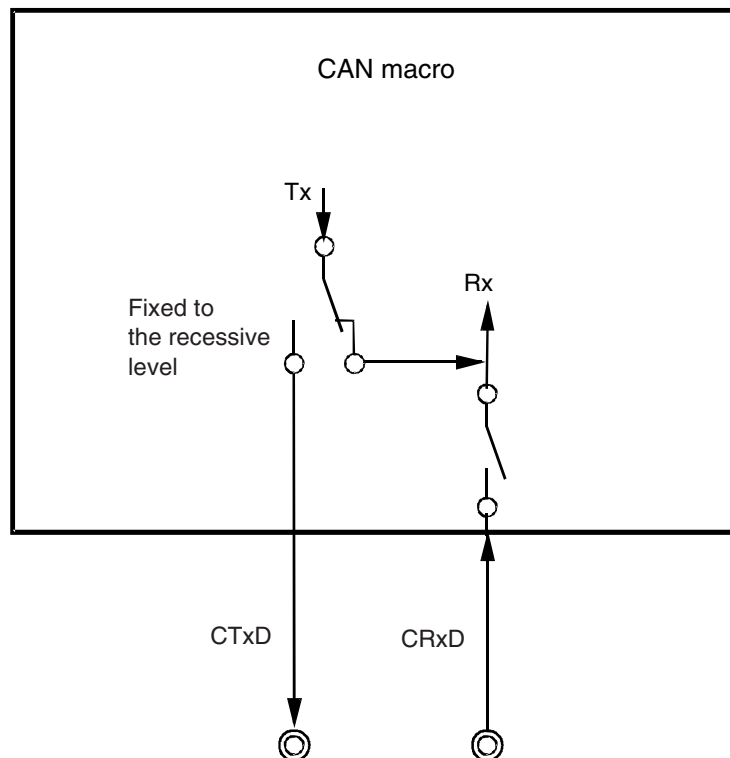 CAN macro
Tx
Rx
Fixed to
the recessive
level
CTxD
CRxD